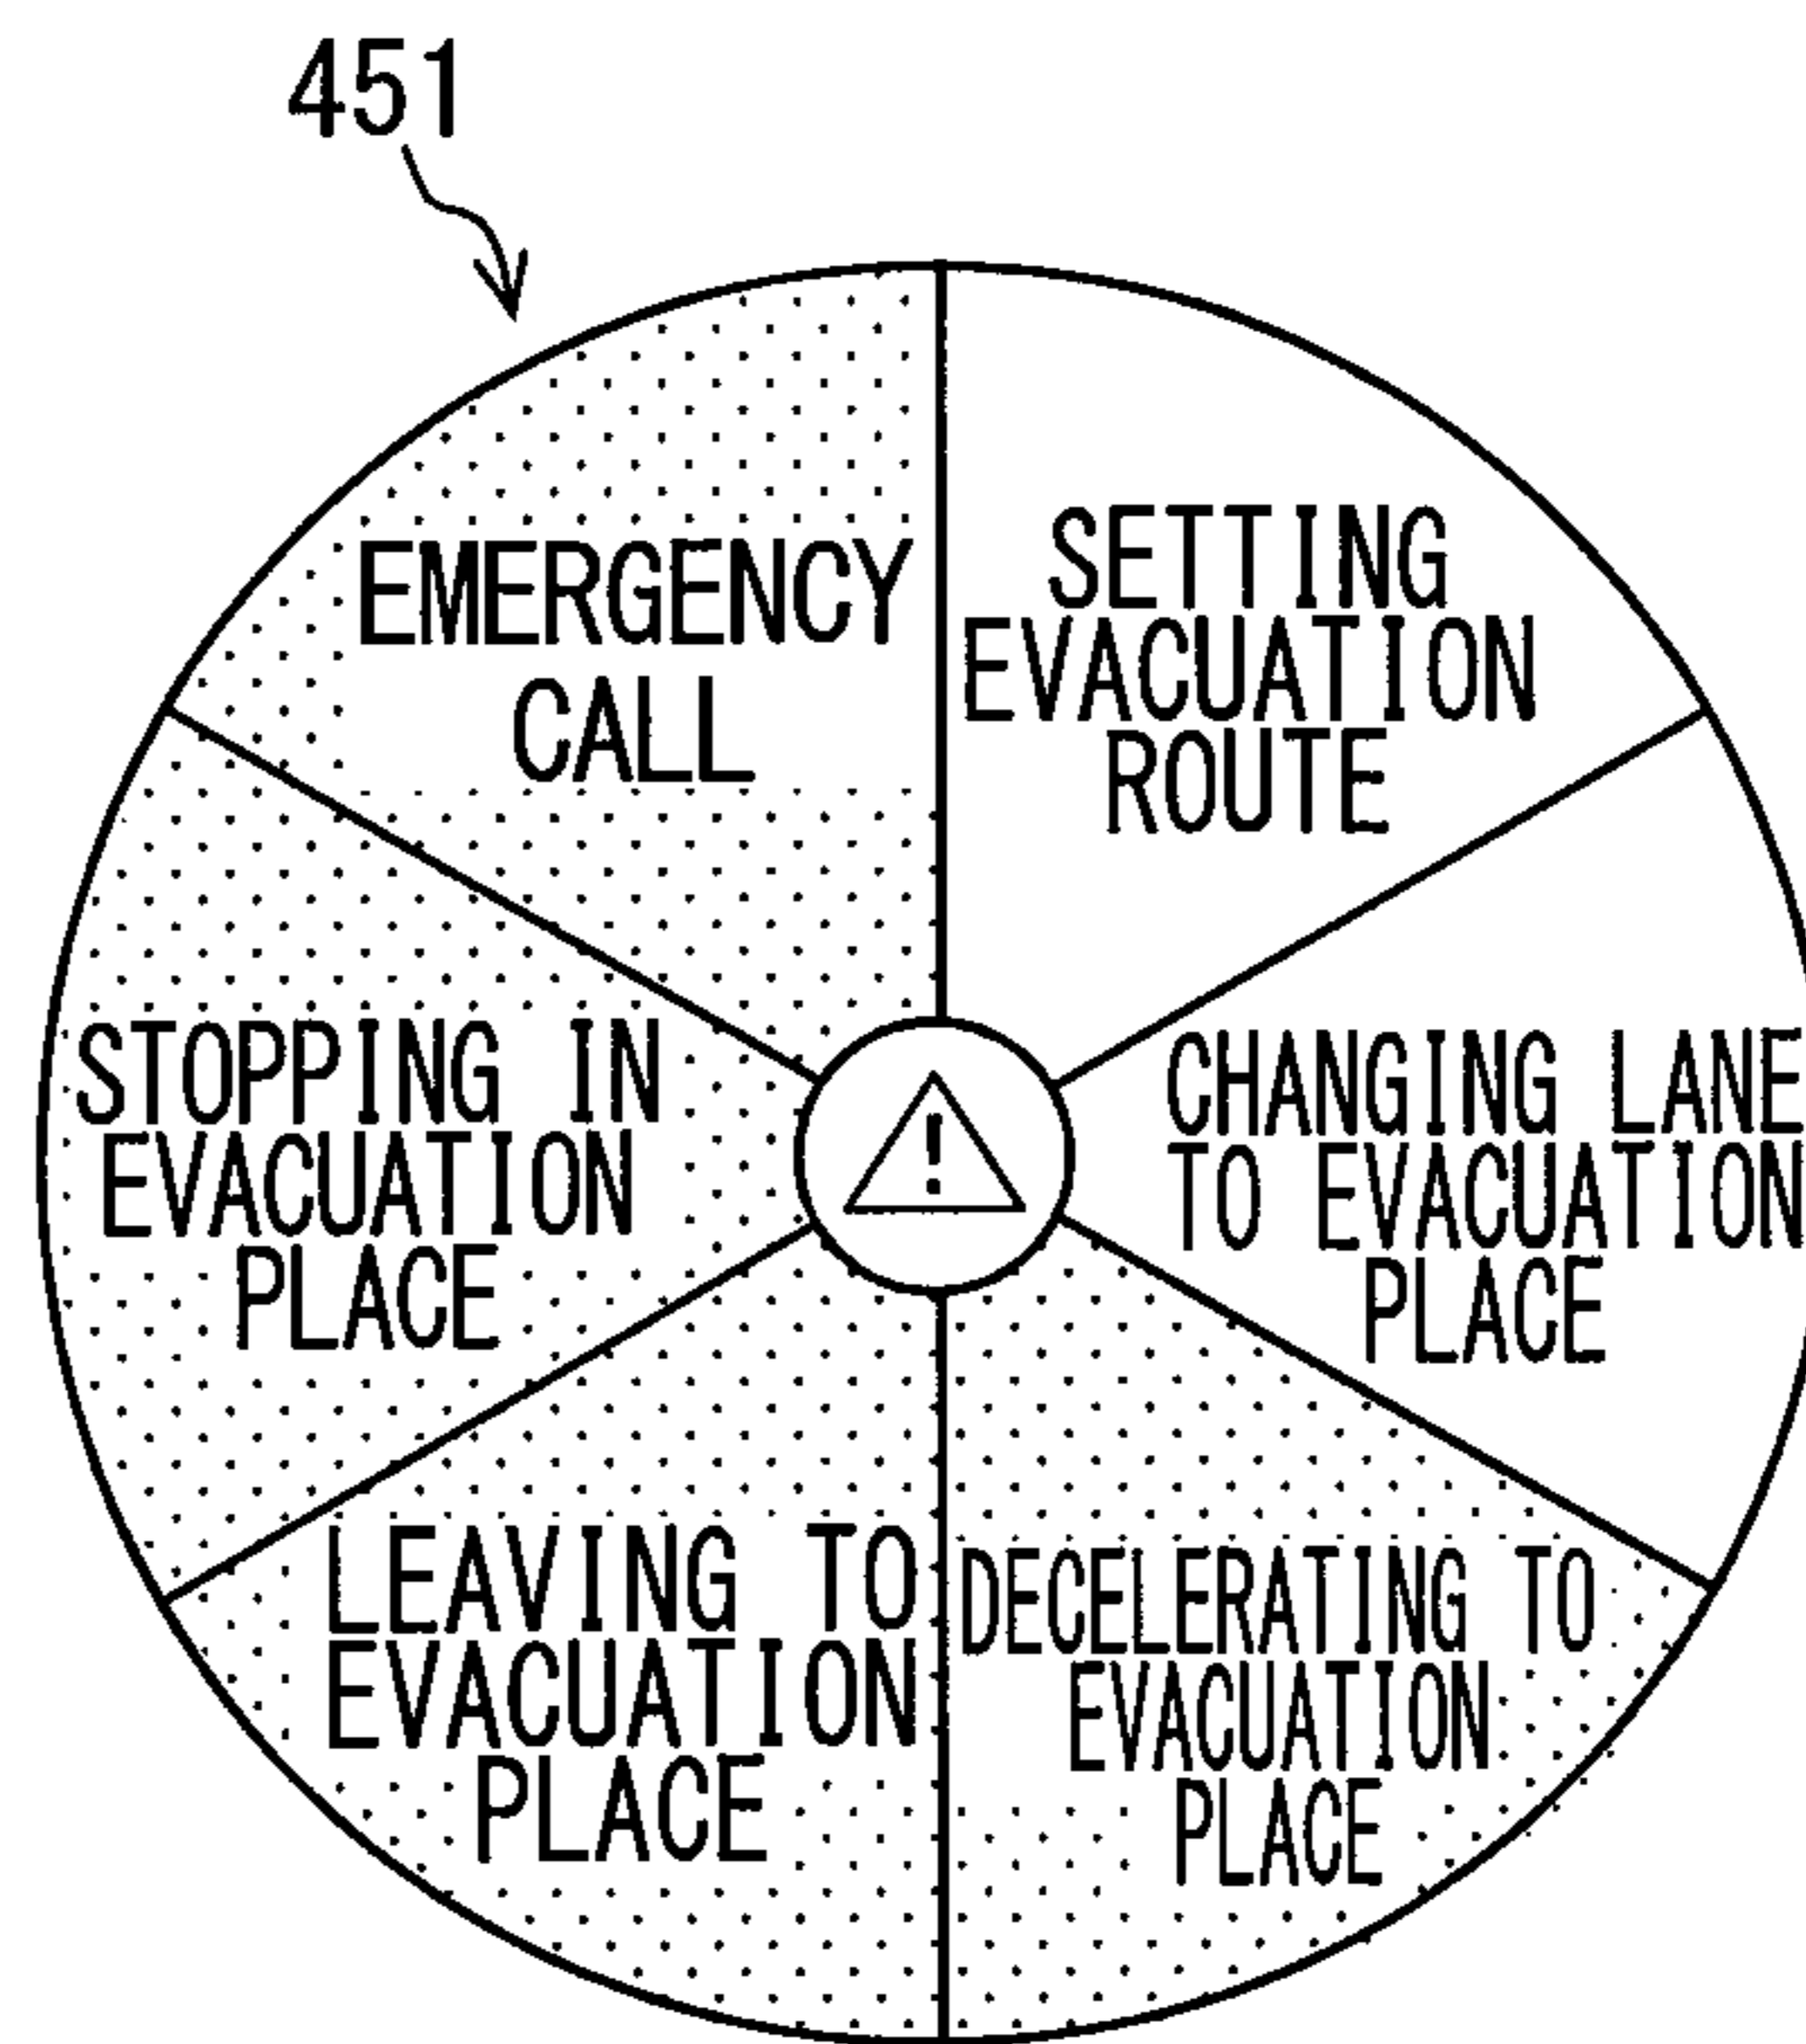 451
EMERGENCY
CALL
SETTING
EVACUATION
ROUTE
CHANGING LANE
TO EVACUATION
PLACE
DECELERATING TO
EVACUATION
PLACE
LEAVING TO
EVACUATION
PLACE
STOPPING IN
EVACUATION
PLACE
!